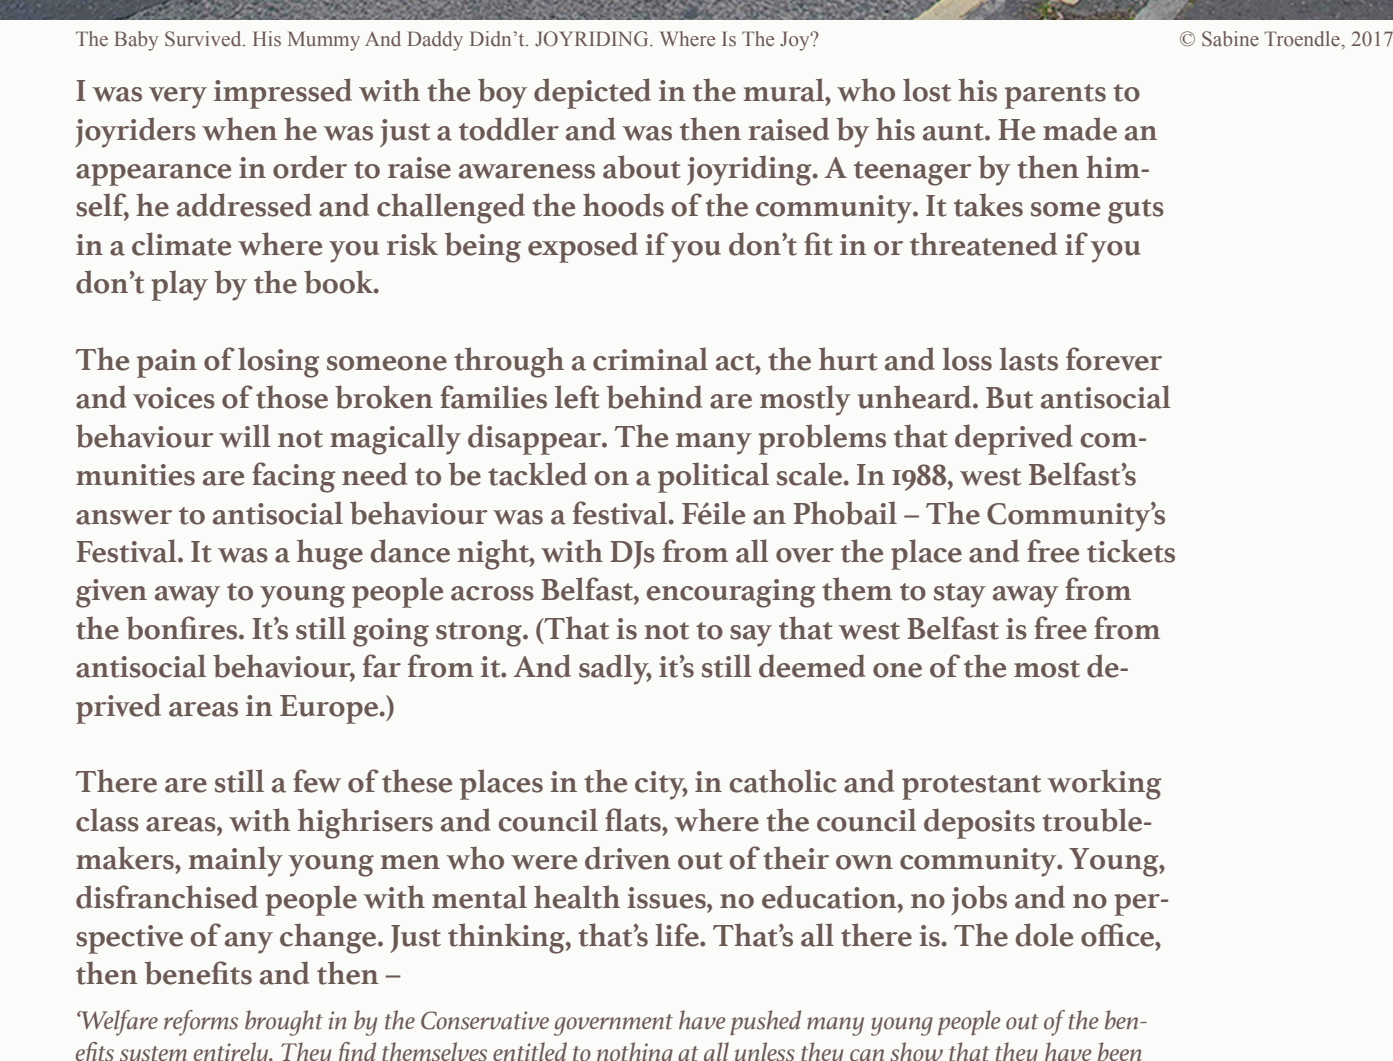 The Baby Survived. His Mummy And Daddy Didn’t. JOYRIDING. Where Is The Joy? © Sabine Troendle, 2017
I was very impressed with the boy depicted in the mural, who lost his parents to
joyriders when he was just a toddler and was then raised by his aunt. He made an
appearance in order to raise awareness about joyriding. A teenager by then him-
self, he addressed and challenged the hoods of the community. It takes some guts
in a climate where you risk being exposed if you don’t fit in or threatened if you
don’t play by the book.
The pain of losing someone through a criminal act, the hurt and loss lasts forever
and voices of those broken families left behind are mostly unheard. But antisocial
behaviour will not magically disappear. The many problems that deprived com-
munities are facing need to be tackled on a political scale. In 1988, west Belfast’s
answer to antisocial behaviour was a festival. Féile an Phobail – The Community’s
Festival. It was a huge dance night, with DJs from all over the place and free tickets
given away to young people across Belfast, encouraging them to stay away from
the bonfires. It’s still going strong. (That is not to say that west Belfast is free from
antisocial behaviour, far from it. And sadly, it’s still deemed one of the most de-
prived areas in Europe.)
There are still a few of these places in the city, in catholic and protestant working
class areas, with highrisers and council flats, where the council deposits trouble-
makers, mainly young men who were driven out of their own community. Young,
disfranchised people with mental health issues, no education, no jobs and no per-
spective of any change. Just thinking, that’s life. That’s all there is. The dole office,
then benefits and then –
‘Welfare reforms brought in by the Conservative government have pushed many young people out of the ben-
efits system entirely. They find themselves entitled to nothing at all unless they can show that they have been